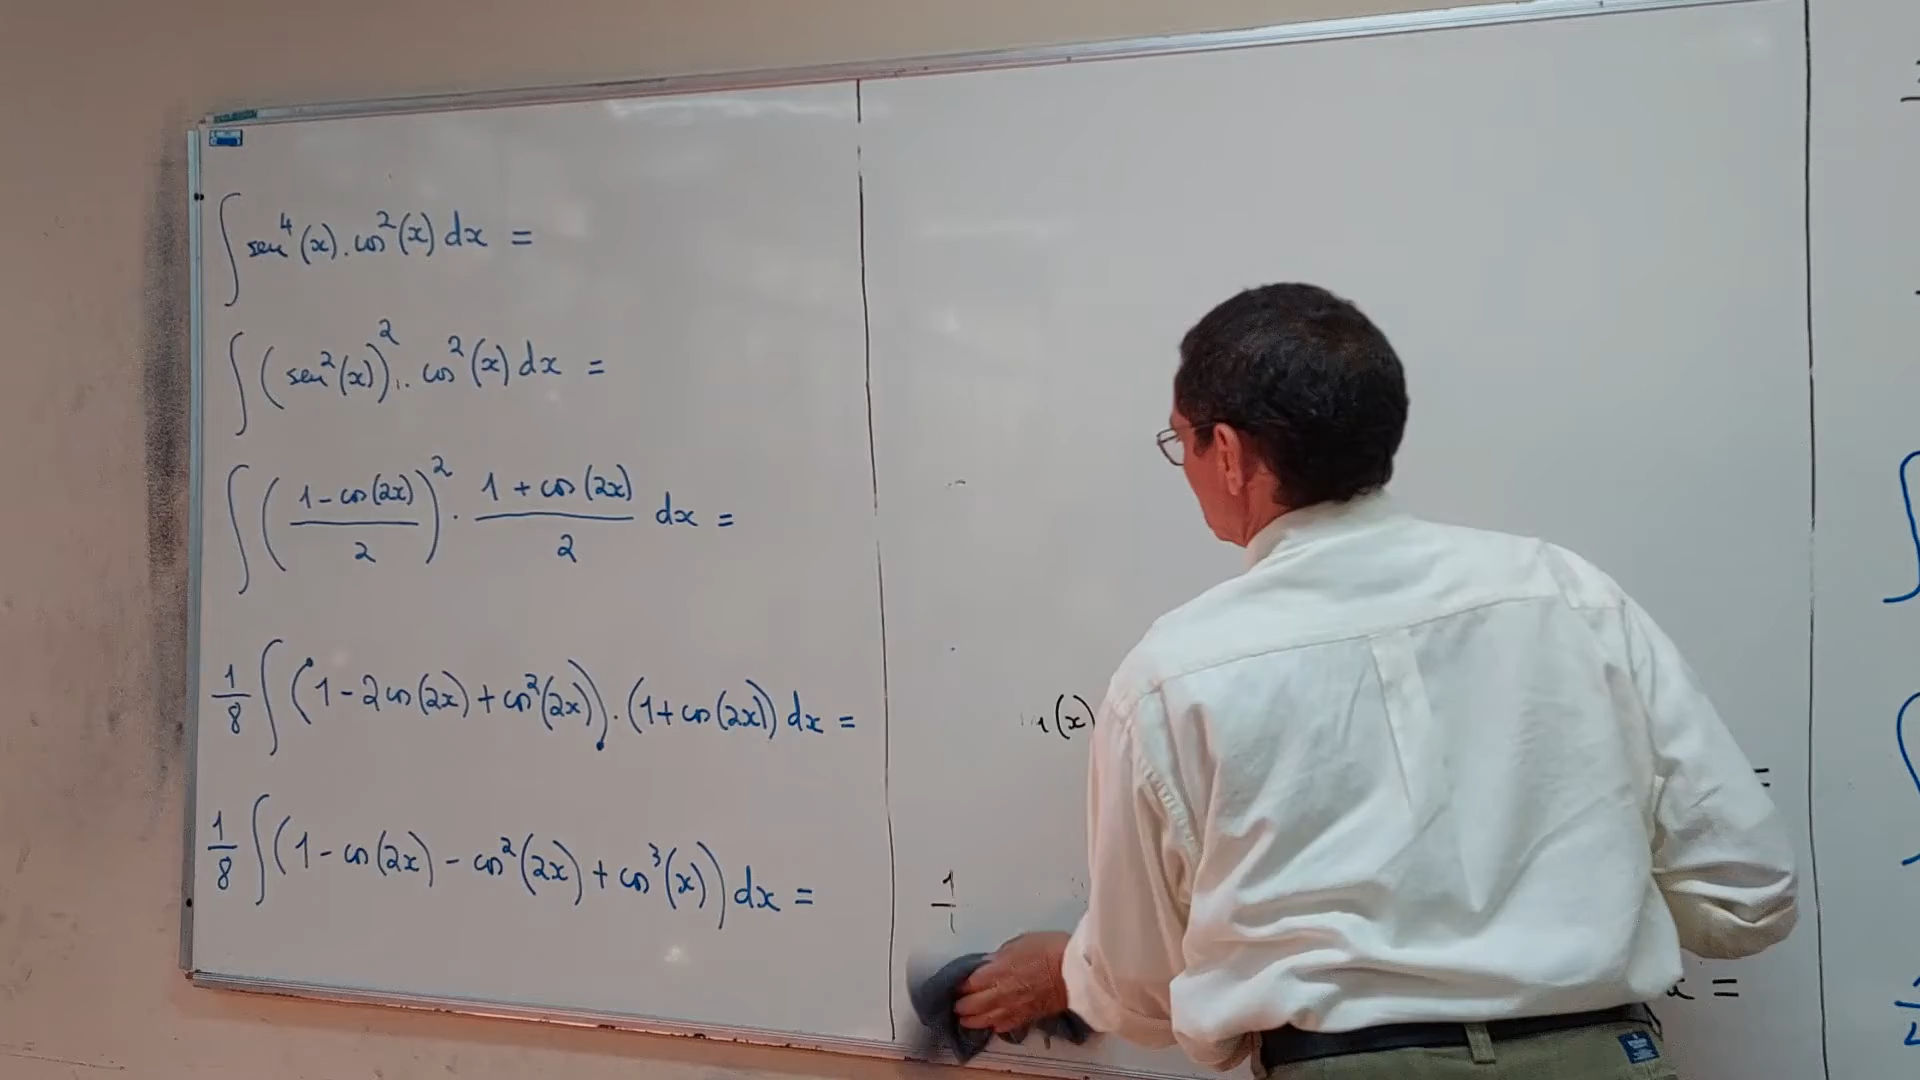 ∫ sen⁴(x) . cos²(x) dx =
∫ (sen²(x))² . cos²(x) dx =
∫ ((1 - cos(2x))/2)² . (1 + cos(2x))/2 dx =
1/8 ∫ (1 - 2cos(2x) + cos²(2x)) . (1 + cos(2x)) dx =
1/8 ∫ (1 - cos(2x) - cos²(2x) + cos³(x)) dx =
(x)
=
1
x =